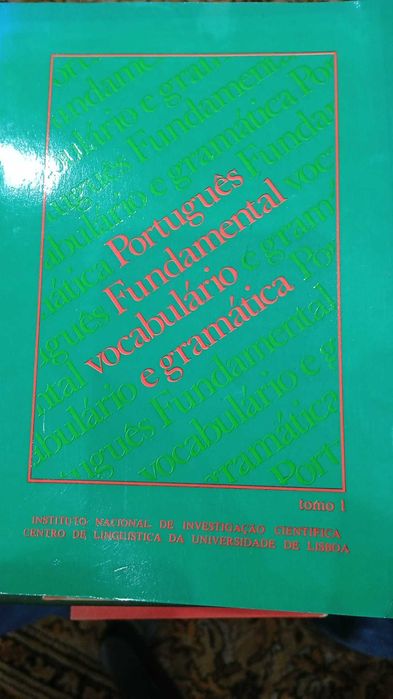 Português
Fundamental
vocabulário
e gramática
tomo 1
INSTITUTO NACIONAL DE INVESTIGAÇÃO CIENTÍFICA
CENTRO DE LINGUÍSTICA DA UNIVERSIDADE DE LISBOA